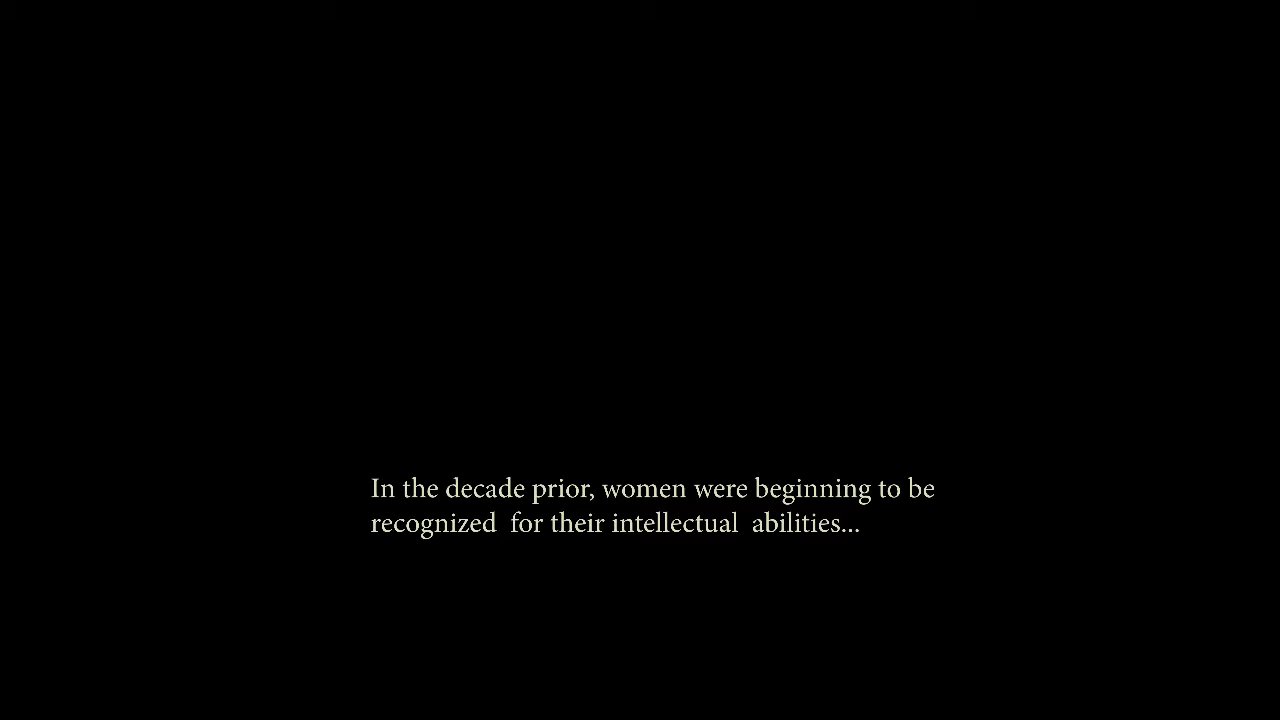 In the decade prior, women were beginning to be
recognized  for their intellectual  abilities...